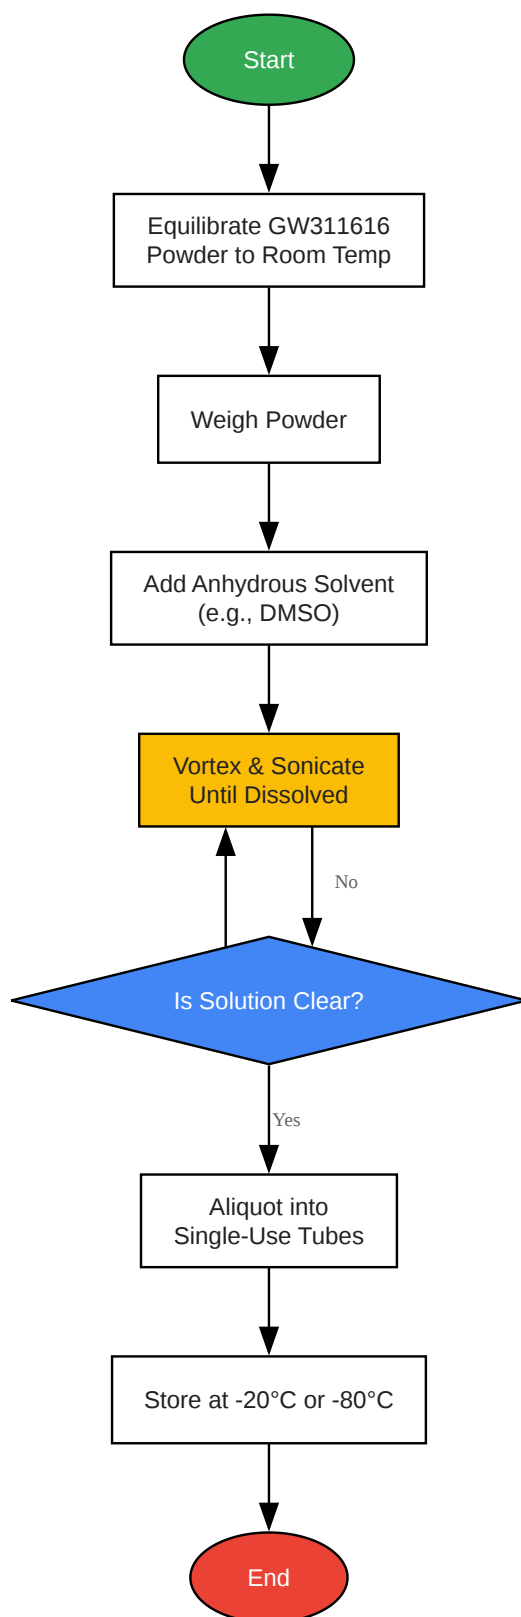 Start
Equilibrate GW311616
Powder to Room Temp
Weigh Powder
Add Anhydrous Solvent
(e.g., DMSO)
Vortex & Sonicate
Until Dissolved
No
Is Solution Clear?
Yes
Aliquot into
Single-Use Tubes
Store at -20°C or -80°C
End